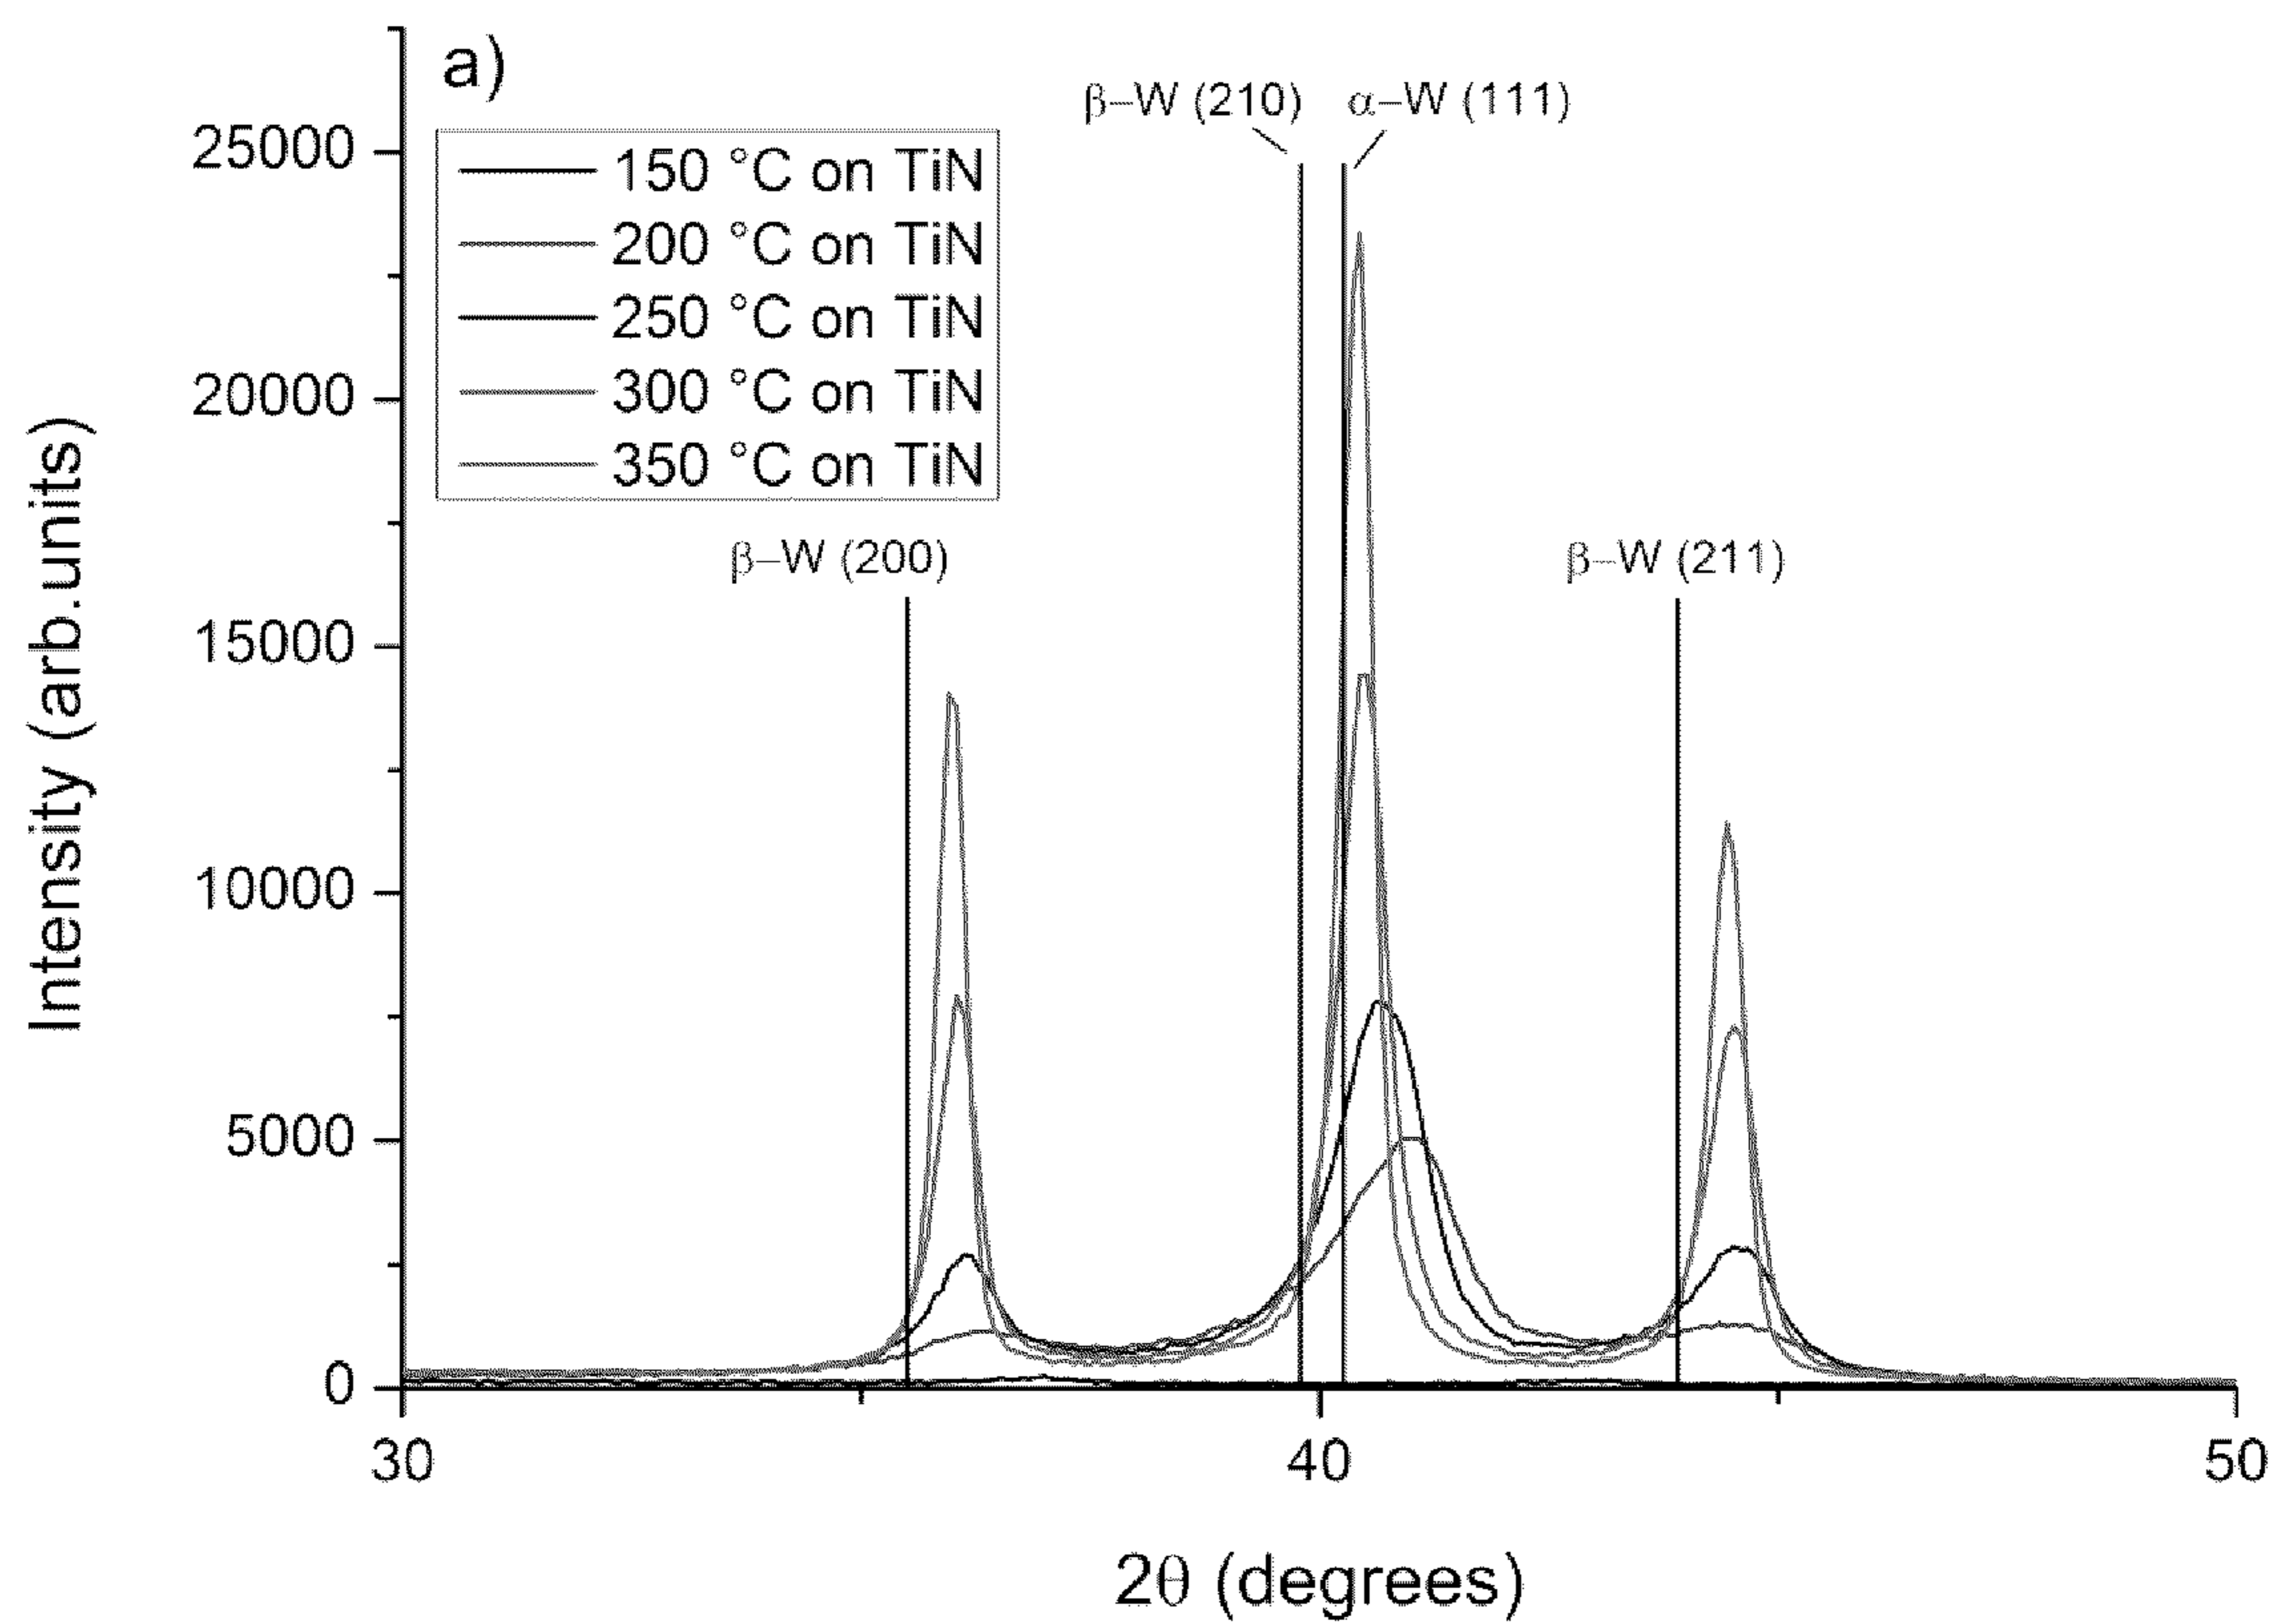 a)
β–W (210)
α–W (111)
25000
150 °C on TiN
200 °C on TiN
250 °C on TiN
300 °C on TiN
350 °C on TiN
20000
β–W (200)
β–W (211)
15000
10000
5000
0
Intensity (arb.units)
30
40
50
2θ (degrees)